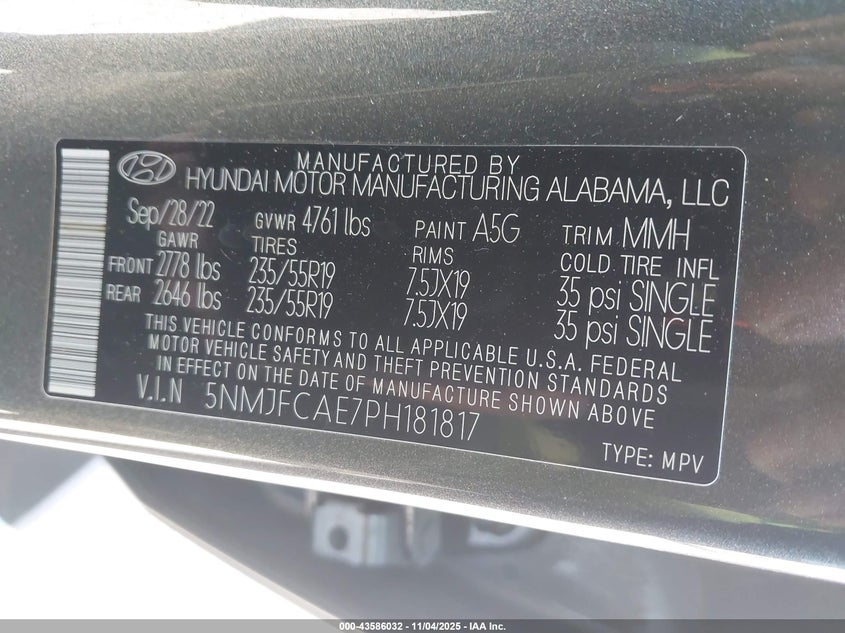 MANUFACTURED BY
HYUNDAI MOTOR MANUFACTURING ALABAMA, LLC
Sep/28/22 GVWR 4761 lbs PAINT A5G TRIM MMH
GAWR TIRES RIMS COLD TIRE INFL
FRONT 2778 lbs 235/55R19 7.5JX19 35 psi SINGLE
REAR 2646 lbs 235/55R19 7.5JX19 35 psi SINGLE
THIS VEHICLE CONFORMS TO ALL APPLICABLE U.S.A. FEDERAL
MOTOR VEHICLE SAFETY AND THEFT PREVENTION STANDARDS
IN EFFECT ON THE DATE OF MANUFACTURE SHOWN ABOVE
V.I.N 5NMJFCAE7PH181817
TYPE: MPV
000-43586032 - 11/04/2025 - IAA Inc.